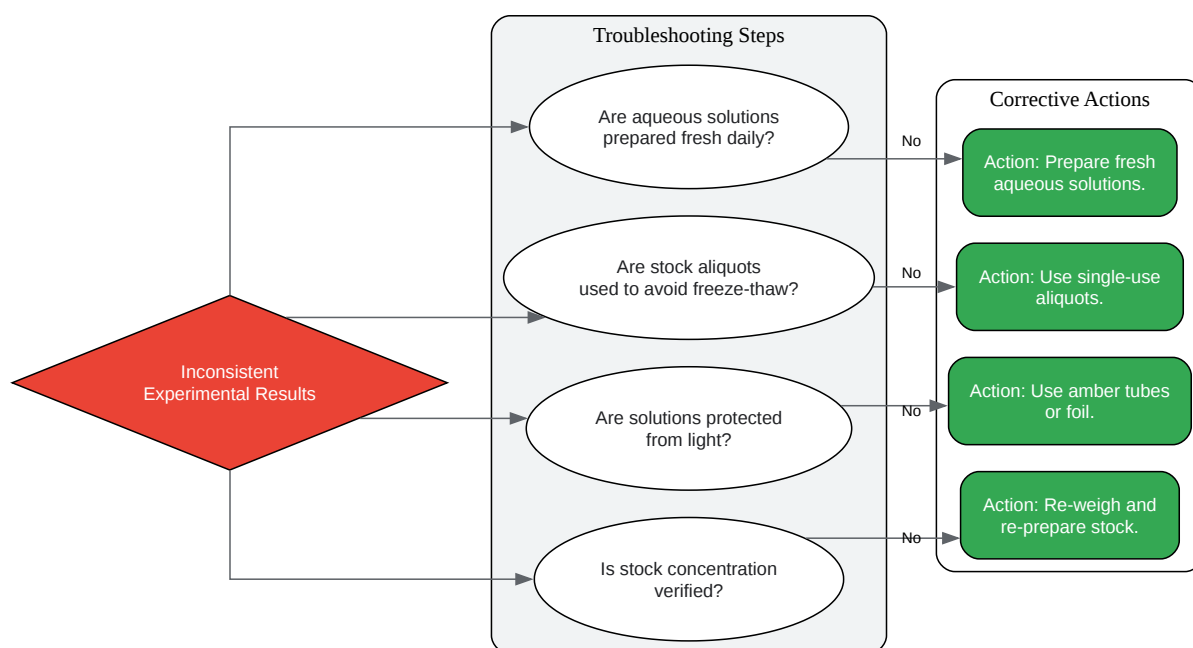 Troubleshooting Steps
Corrective Actions
Inconsistent
Experimental Results
Are aqueous solutions
prepared fresh daily?
No
Action: Prepare fresh
aqueous solutions.
Are stock aliquots
used to avoid freeze-thaw?
No
Action: Use single-use
aliquots.
Are solutions protected
from light?
No
Action: Use amber tubes
or foil.
Is stock concentration
verified?
No
Action: Re-weigh and
re-prepare stock.